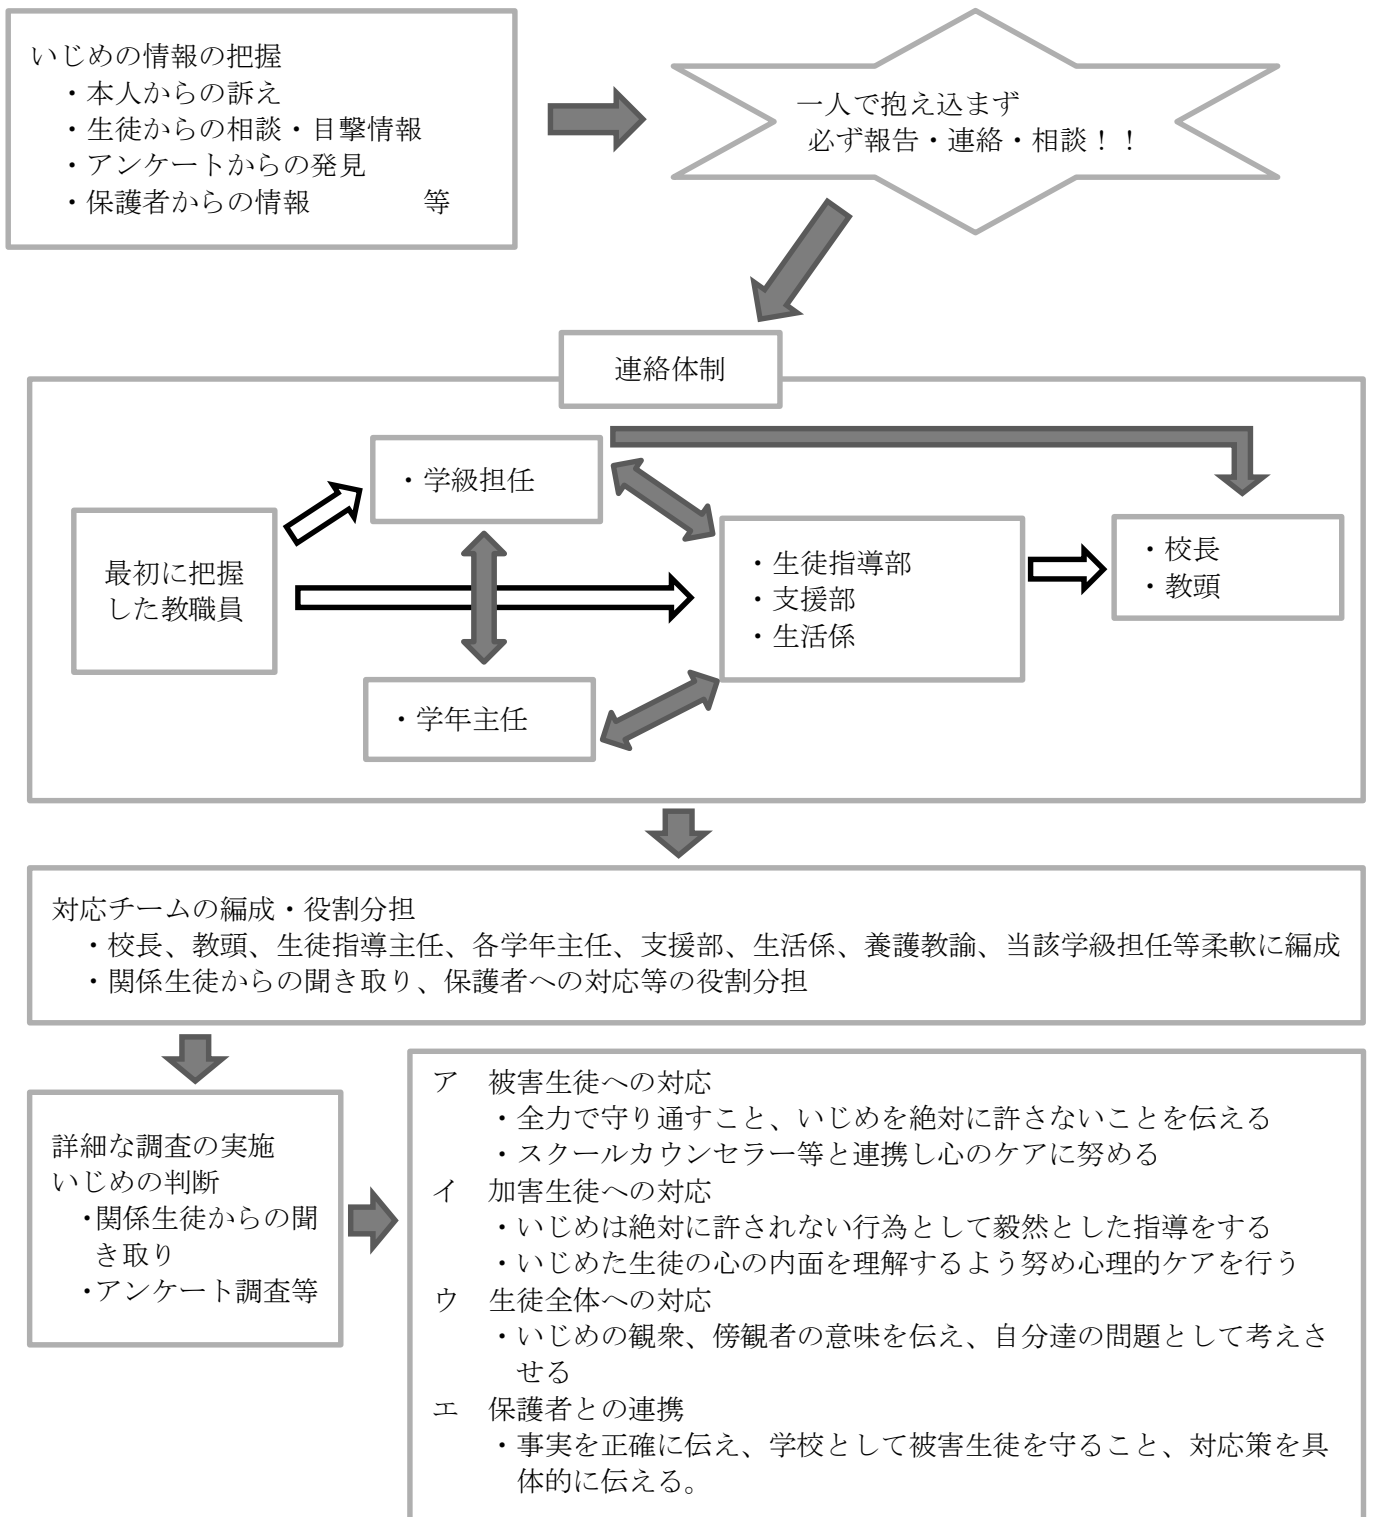 いじめの情報の把握
・本人からの訴え
・生徒からの相談・目撃情報
・アンケートからの発見
・保護者からの情報　　　　等
一人で抱え込まず
必ず報告・連絡・相談！！
連絡体制
最初に把握
した教職員
・学級担任
・学年主任
・生徒指導部
・支援部
・生活係
・校長
・教頭
対応チームの編成・役割分担
・校長、教頭、生徒指導主任、各学年主任、支援部、生活係、養護教諭、当該学級担任等柔軟に編成
・関係生徒からの聞き取り、保護者への対応等の役割分担
詳細な調査の実施
いじめの判断
・関係生徒からの聞
き取り
・アンケート調査等
ア　被害生徒への対応
・全力で守り通すこと、いじめを絶対に許さないことを伝える
・スクールカウンセラー等と連携し心のケアに努める
イ　加害生徒への対応
・いじめは絶対に許されない行為として毅然とした指導をする
・いじめた生徒の心の内面を理解するよう努め心理的ケアを行う
ウ　生徒全体への対応
・いじめの観衆、傍観者の意味を伝え、自分達の問題として考えさ
せる
エ　保護者との連携
・事実を正確に伝え、学校として被害生徒を守ること、対応策を具
体的に伝える。